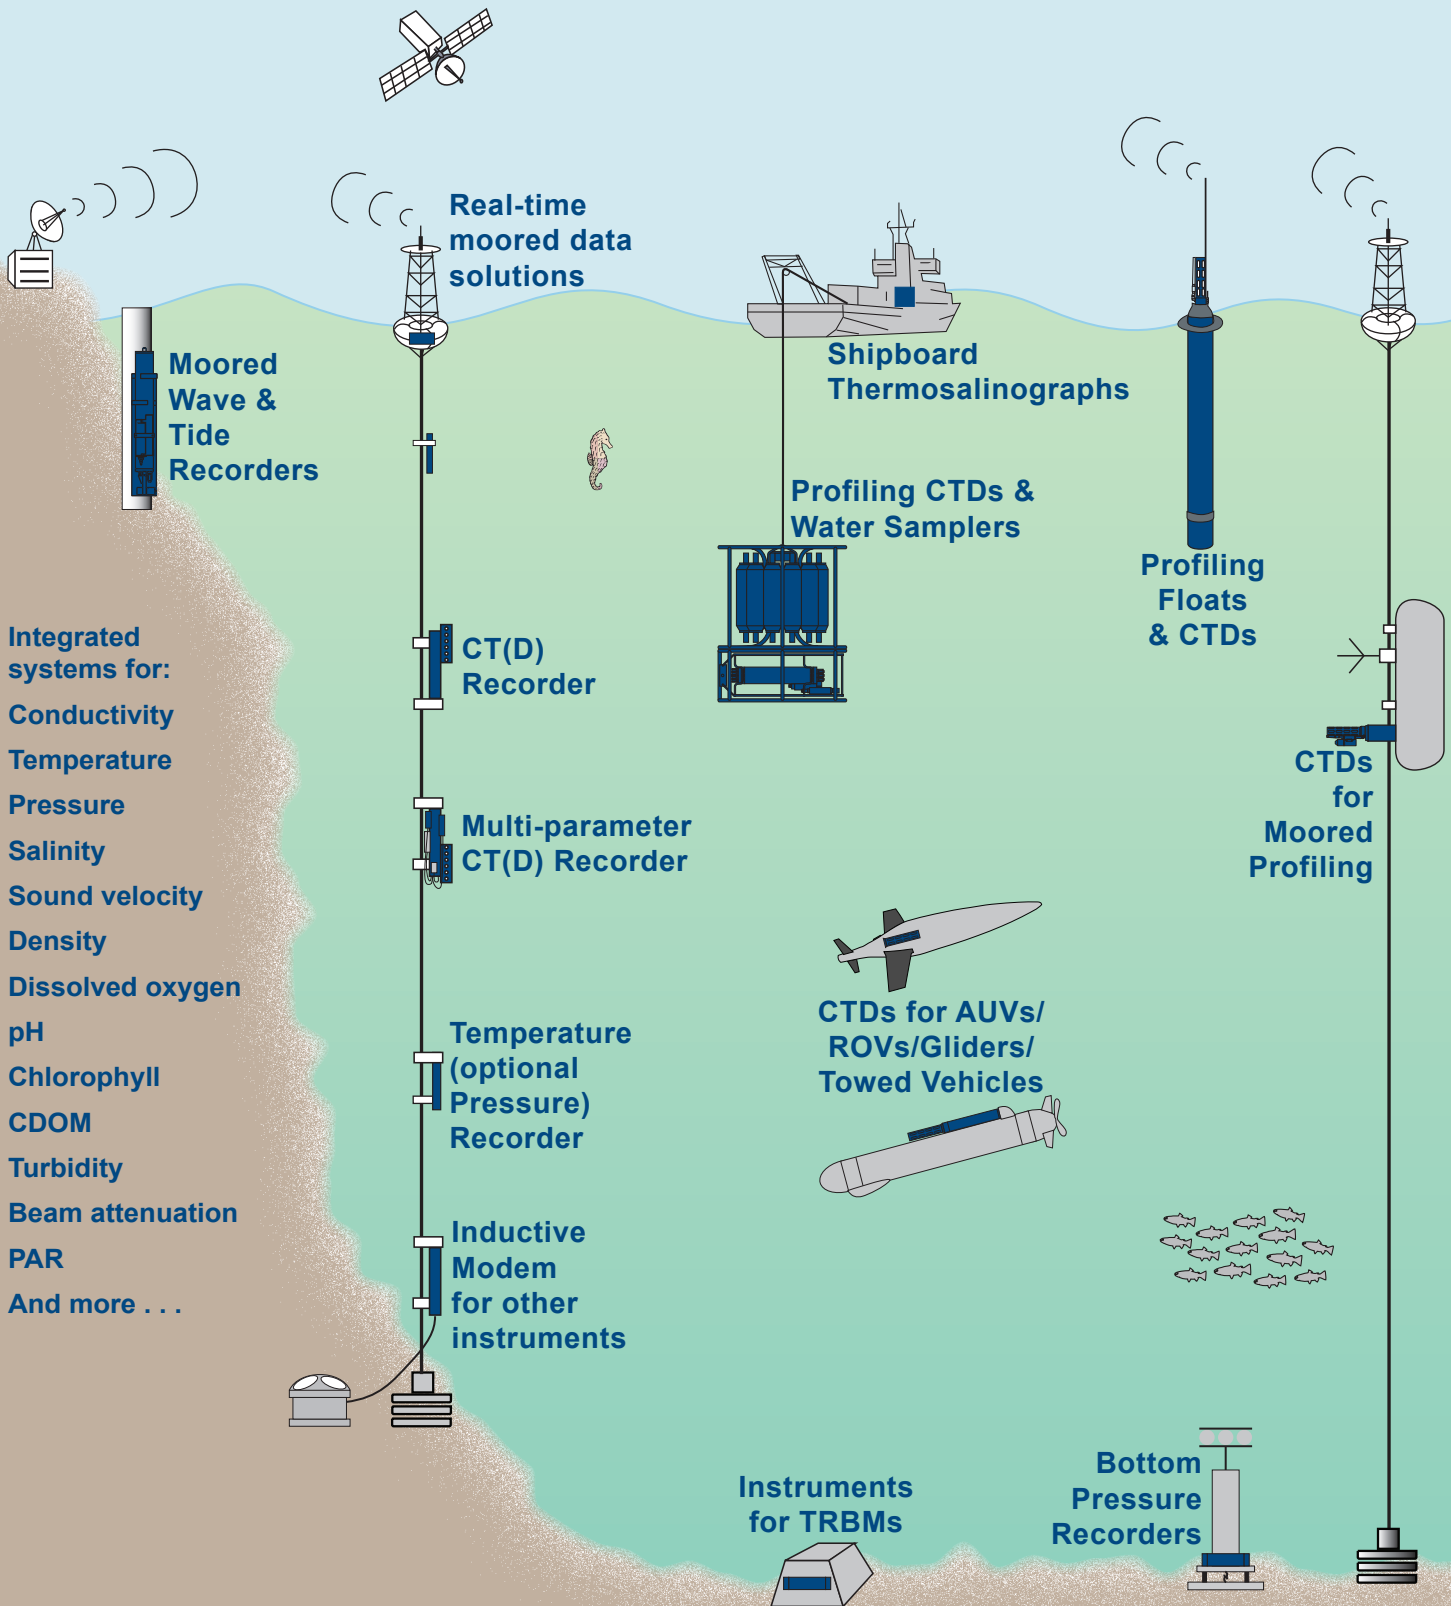 Real-time
moored data
solutions
Moored
Wave &
Tide
Recorders
Shipboard
Thermosalinographs
Profiling CTDs &
Water Samplers
Profiling
Floats
& CTDs
Integrated
systems for:
Conductivity
Temperature
Pressure
Salinity
Sound velocity
Density
Dissolved oxygen
pH
Chlorophyll
CDOM
Turbidity
Beam attenuation
PAR
And more . . .
CT(D)
Recorder
Multi-parameter
CT(D) Recorder
Temperature
(optional
Pressure)
Recorder
Inductive
Modem
for other
instruments
CTDs
for
Moored
Profiling
CTDs for AUVs/
ROVs/Gliders/
Towed Vehicles
Instruments
for TRBMs
Bottom
Pressure
Recorders